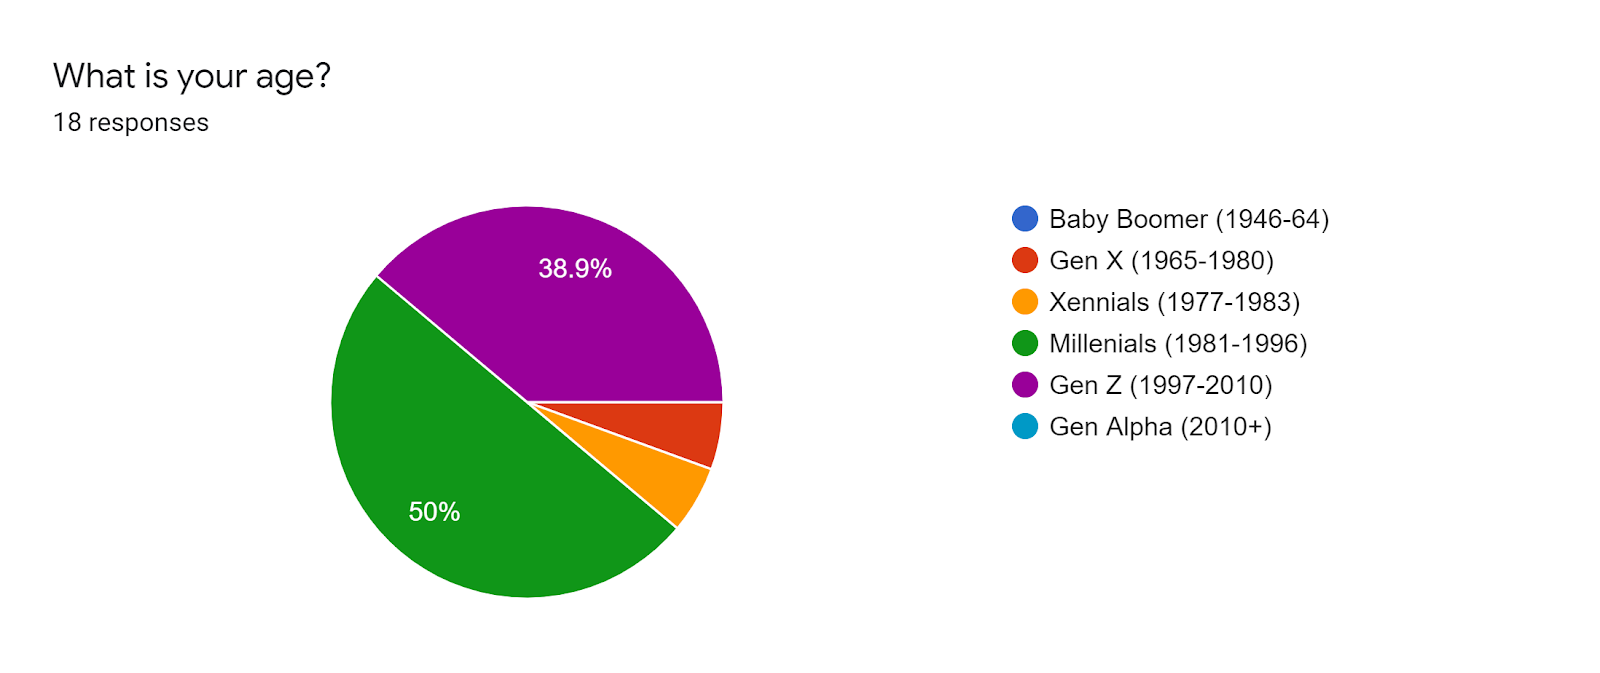 What is your age?
18 responses
38.9%
50%
Baby Boomer (1946-64)
Gen X (1965-1980)
Xennials (1977-1983)
Millenials (1981-1996)
Gen Z (1997-2010)
Gen Alpha (2010+)